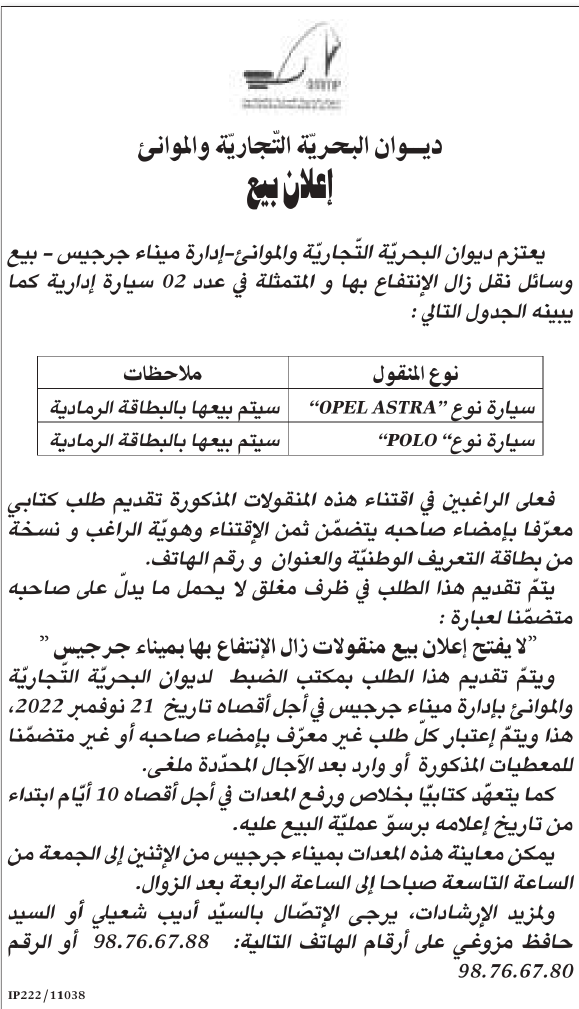 OMMP
ديــوان البحريّة التّجاريّة والموانئ
إعلان بيع
يعتزم ديوان البحريّة التّجاريّة والموانئ-إدارة ميناء جرجيس - بيع
وسائل نقل زال الإنتفاع بها و المتمثلة في عدد 02 سيارة إدارية كما
يبينه الجدول التالي :
نوع المنقول ملاحظات
سيارة نوع ”OPEL ASTRA“ سيتم بيعها بالبطاقة الرمادية
سيارة نوع“ POLO” سيتم بيعها بالبطاقة الرمادية
فعلى الراغبين في اقتناء هذه المنقولات المذكورة تقديم طلب كتابي
معرّفا بإمضاء صاحبه يتضمّن ثمن الإقتناء وهويّة الراغب و نسخة
من بطاقة التعريف الوطنيّة والعنوان و رقم الهاتف.
يتمّ تقديم هذا الطلب في ظرف مغلق لا يحمل ما يدلّ على صاحبه
متضمّنا لعبارة :
”لا يفتح إعلان بيع منقولات زال الإنتفاع بها بميناء جرجيس ”
ويتمّ تقديم هذا الطلب بمكتب الضبط لديوان البحريّة التّجاريّة
والموانئ بإدارة ميناء جرجيس في أجل أقصاه تاريخ 21 نوفمبر 2022،
هذا ويتمّ إعتبار كلّ طلب غير معرّف بإمضاء صاحبه أو غير متضمّنا
للمعطيات المذكورة أو وارد بعد الآجال المحدّدة ملغى.
كما يتعهّد كتابيّا بخلاص ورفع المعدات في أجل أقصاه 10 أيّام ابتداء
من تاريخ إعلامه برسوّ عمليّة البيع عليه.
يمكن معاينة هذه المعدات بميناء جرجيس من الإثنين إلى الجمعة من
الساعة التاسعة صباحا إلى الساعة الرابعة بعد الزوال.
ولمزيد الإرشادات، يرجى الإتصّال بالسيّد أديب شعيلي أو السيد
حافظ مزوغي على أرقام الهاتف التالية: 98.76.67.88 أو الرقم
98.76.67.80
IP222/11038